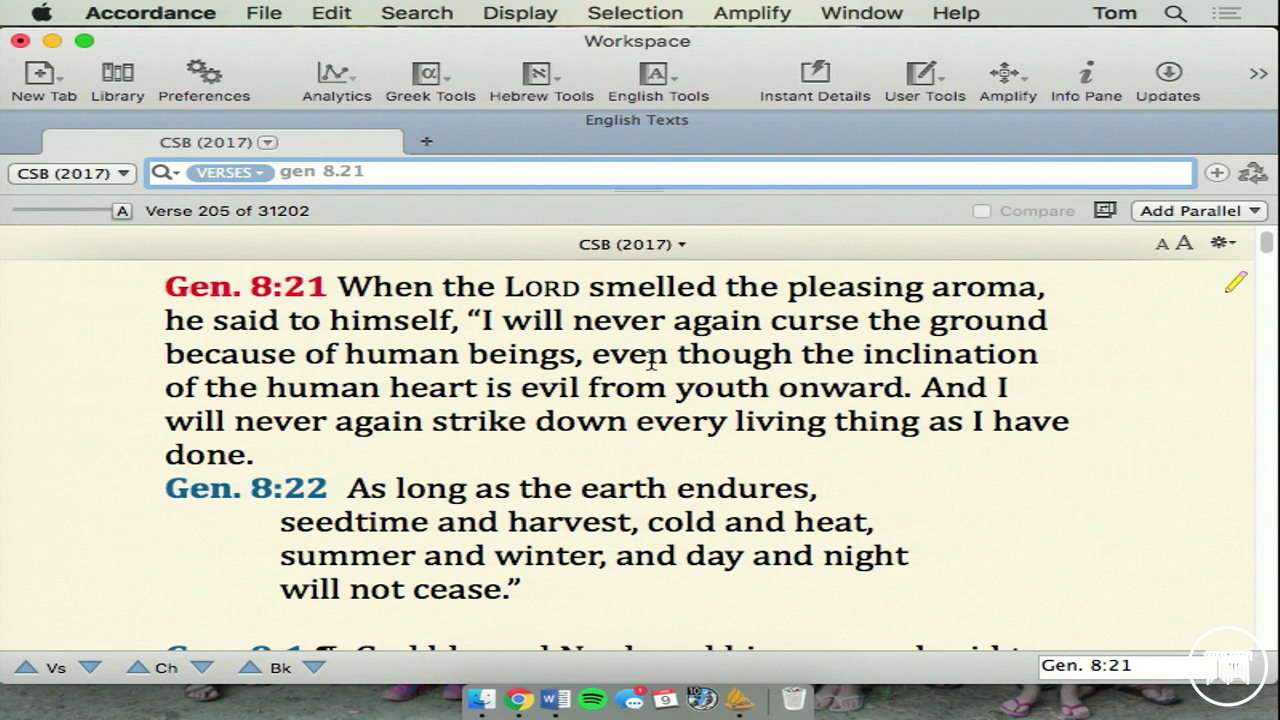 Accordance File Edit Search Display Selection Amplify Window Help Tom
Workspace
New Tab Library Preferences Analytics Greek Tools Hebrew Tools English Tools Instant Details User Tools Amplify Info Pane Updates
English Texts
CSB (2017)
CSB (2017) VERSES gen 8.21
A Verse 205 of 31202 Compare Add Parallel
CSB (2017) A A
Gen. 8:21 When the LORD smelled the pleasing aroma,
he said to himself, “I will never again curse the ground
because of human beings, even though the inclination
of the human heart is evil from youth onward. And I
will never again strike down every living thing as I have
done.
Gen. 8:22 As long as the earth endures,
seedtime and harvest, cold and heat,
summer and winter, and day and night
will not cease.”
Vs Ch Bk Gen. 8:21